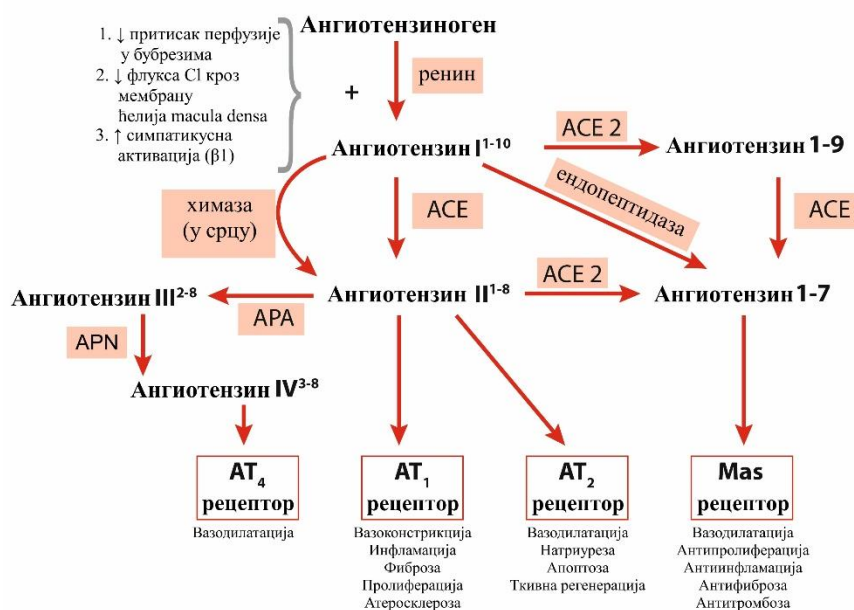 Ангиотензиноген
1. ↓ притисак перфузије
у бубрезима
2. ↓ флукса Cl кроз
мембрану
ћелија macula densa
3. ↑ симпатикусна
активација (β1)
+
ренин
Ангиотензин I¹⁻¹⁰
ACE 2
Ангиотензин 1-9
химаза
(у срцу)
ACE
ендопептидаза
ACE
Ангиотензин III²⁻⁸
APA
Ангиотензин II¹⁻⁸
ACE 2
Ангиотензин 1-7
APN
Ангиотензин IV³⁻⁸
AT₄
рецептор
Вазодилатација
AT₁
рецептор
Вазоконстрикција
Инфламација
Фиброза
Пролиферација
Атеросклероза
AT₂
рецептор
Вазодилатација
Натриуреза
Апоптоза
Ткивна регенерација
Mas
рецептор
Вазодилатација
Антипролиферација
Антиинфламација
Антифиброза
Антитромбоза